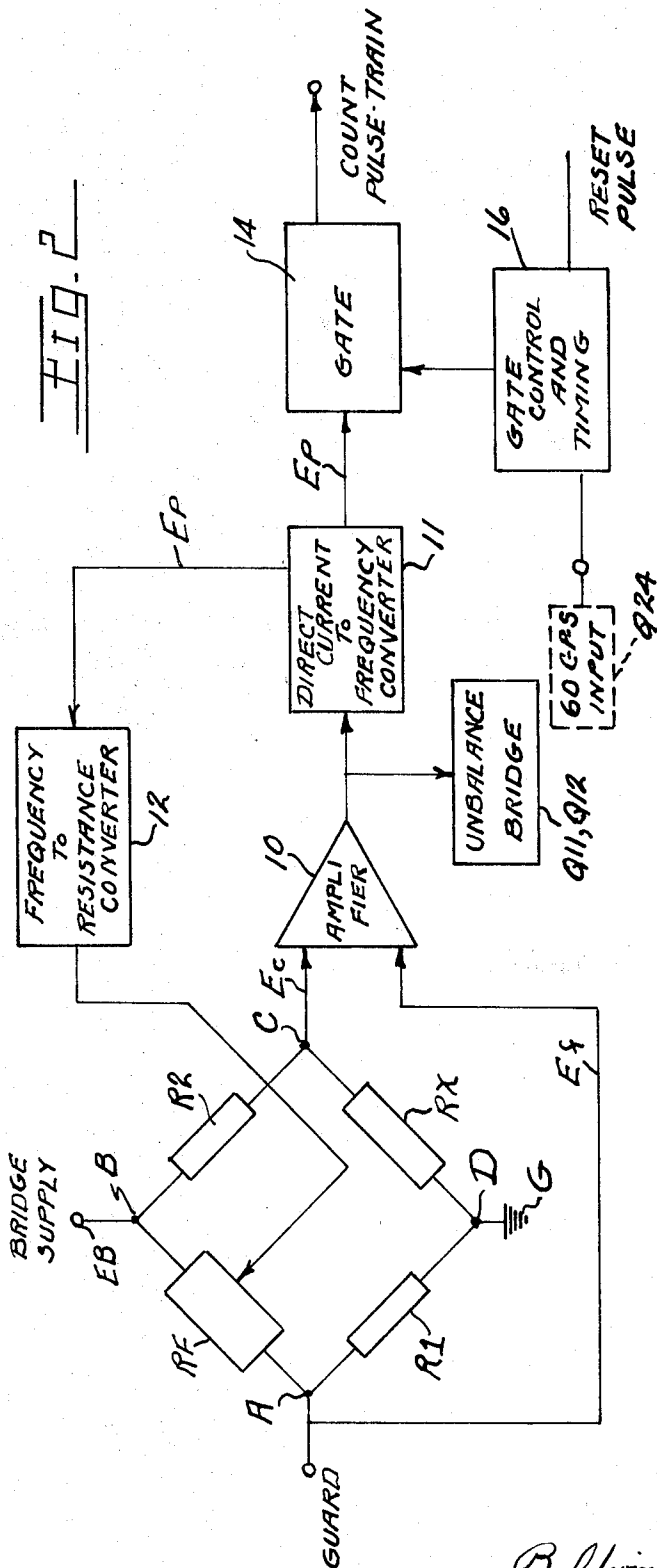 FIG. 2
BRIDGE
SUPPLY
EB
B
RF
R2
A
GUARD
R1
D
G
RX
C
Ec
Ef
10
AMPLI
FIER
FREQUENCY
TO
RESISTANCE
CONVERTER
12
EP
DIRECT
CURRENT
TO
FREQUENCY
CONVERTER
11
UNBALANCE
BRIDGE
Q11, Q12
EP
14
GATE
COUNT
PULSE-TRAIN
16
GATE
CONTROL
AND
TIMING
RESET
PULSE
60 CPS
INPUT
Q24